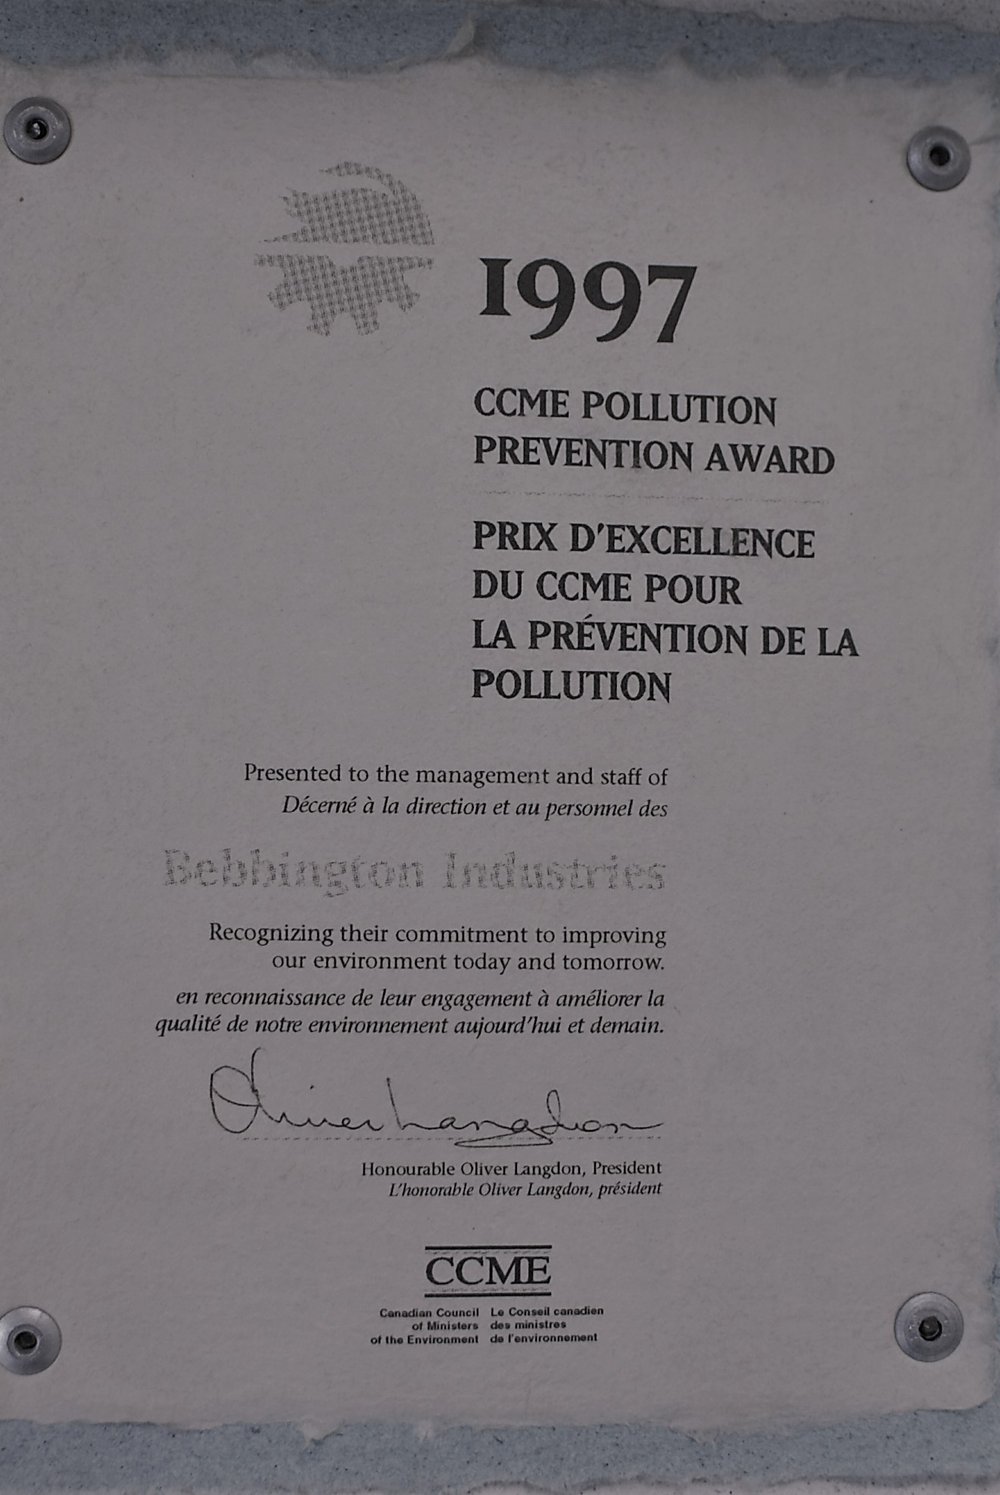 1997
CCME POLLUTION
PREVENTION AWARD
PRIX D'EXCELLENCE
DU CCME POUR
LA PRÉVENTION DE LA
POLLUTION
Presented to the management and staff of
Décerné à la direction et au personnel des
Bebbington Industries
Recognizing their commitment to improving
our environment today and tomorrow.
en reconnaissance de leur engagement à améliorer la
qualité de notre environnement aujourd'hui et demain.
Oliver Langdon
Honourable Oliver Langdon, President
L'honorable Oliver Langdon, président
CCME
Canadian Council
of Ministers
of the Environment
Le Conseil canadien
des ministres
de l'environnement